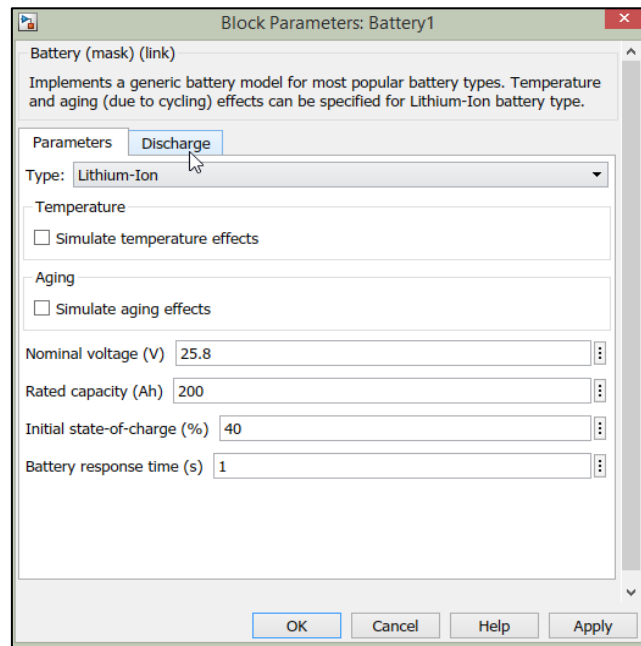 Block Parameters: Battery1
Battery (mask) (link)
Implements a generic battery model for most popular battery types. Temperature
and aging (due to cycling) effects can be specified for Lithium-Ion battery type.
Parameters Discharge
Type: Lithium-Ion
Temperature
Simulate temperature effects
Aging
Simulate aging effects
Nominal voltage (V) 25.8
Rated capacity (Ah) 200
Initial state-of-charge (%) 40
Battery response time (s) 1
OK Cancel Help Apply